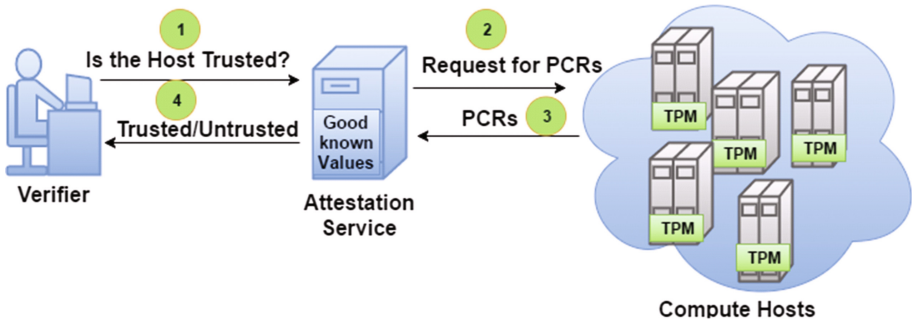 1
Is the Host Trusted?
4
Trusted/Untrusted
Verifier
Good
known
Values
Attestation
Service
2
Request for PCRs
PCRs 3
TPM
TPM
TPM
TPM
TPM
Compute Hosts